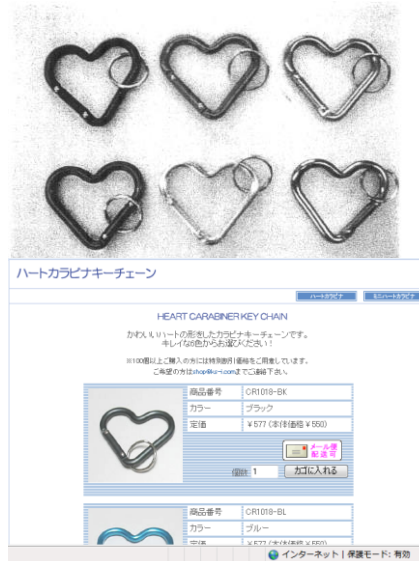 ハートカラビナキーチェーン
ハートカラビナ ミニハートカラビナ
HEART CARABINER KEY CHAIN
かわいいハートの形をしたカラビナキーチェーンです。
キレイな6色からお選びください！
※100個以上ご購入の方には特別割引価格をご用意しています。
ご希望の方はshop@ku-i.comまでご連絡下さい。
商品番号 CR1018-BK
カラー ブラック
定価 ￥577(本体価格￥550)
メール便
配送可
個数 1 カゴに入れる
商品番号 CR1018-BL
カラー ブルー
定価 ￥577(本体価格￥550)
インターネット | 保護モード: 有効